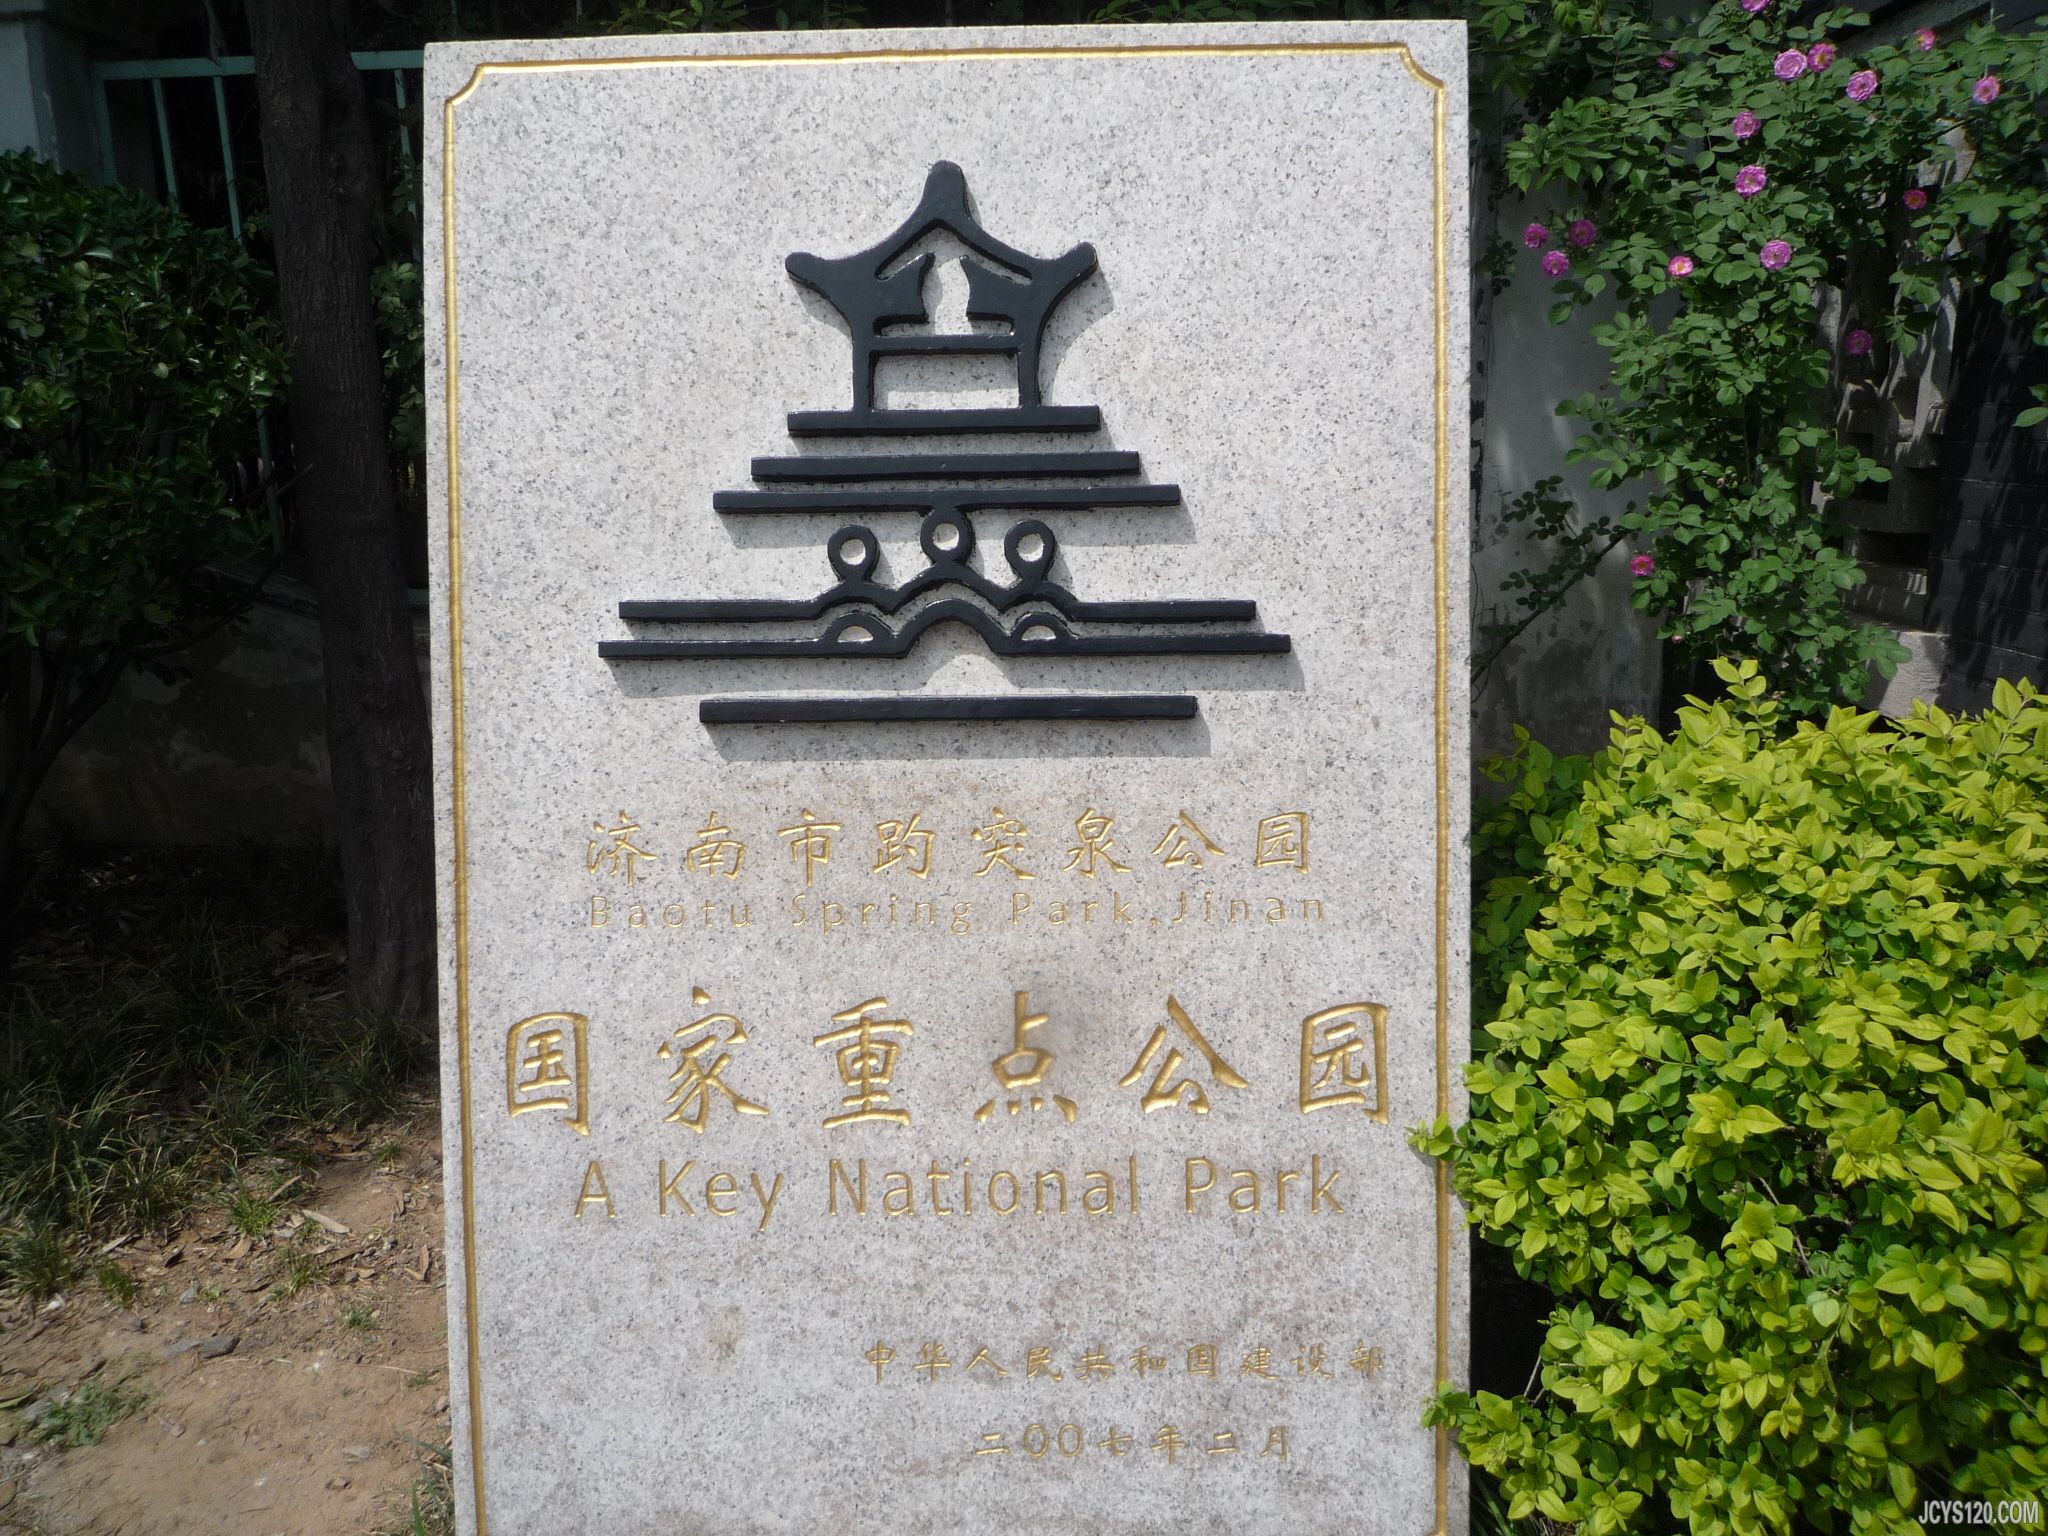 济南市趵突泉公园
Baotu Spring Park,Jinan
国家重点公园
A Key National Park
中华人民共和国建设部
二00七年二月
JCYS120.COM